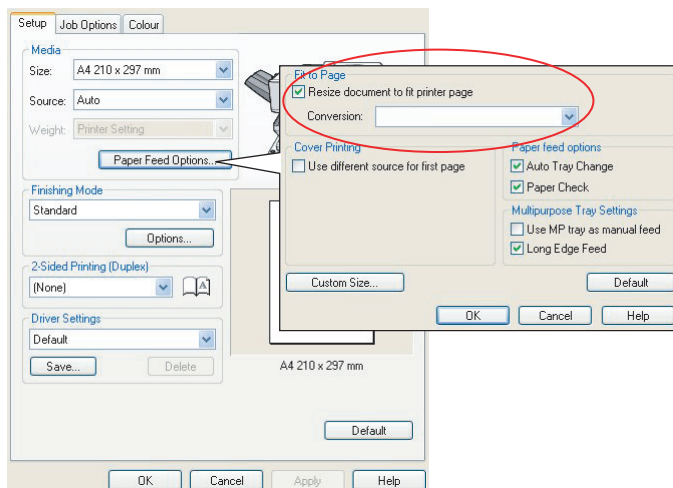 Setup
Job Options
Colour
Media
Size: A4 210 x 297 mm
Source: Auto
Weight: Printer Setting
Paper Feed Options...
Finishing Mode
Standard
Options...
2-Sided Printing (Duplex)
(None)
A
Driver Settings
Default
Save...
Delete
A4 210 x 297 mm
Default
OK
Cancel
Apply
Help
Fit to Page
Resize document to fit printer page
Conversion:
Cover Printing
Use different source for first page
Paper feed options
Auto Tray Change
Paper Check
Multipurpose Tray Settings
Use MP tray as manual feed
Long Edge Feed
Custom Size...
Default
OK
Cancel
Help